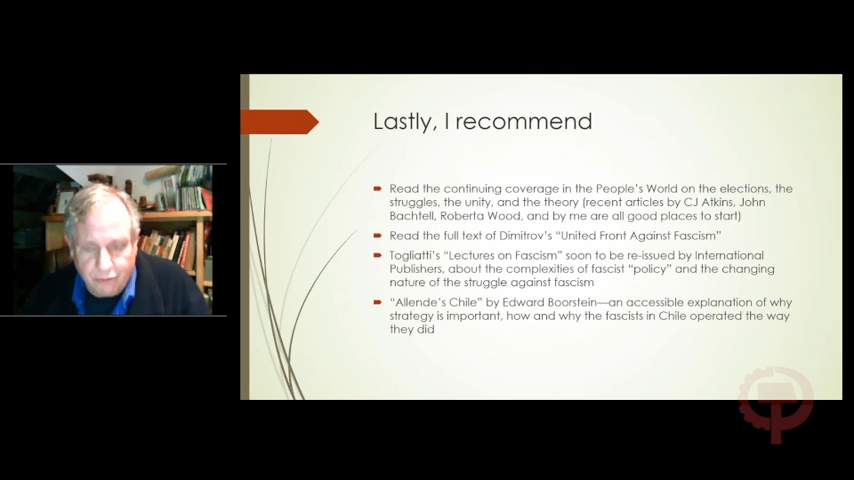 Lastly, I recommend
Read the continuing coverage in the People's World on the elections, the
struggles, the unity, and the theory (recent articles by CJ Atkins, John
Bachtell, Roberta Wood, and by me are all good places to start)
Read the full text of Dimitrov's "United Front Against Fascism"
Togliatti's "Lectures on Fascism" soon to be re-issued by International
Publishers, about the complexities of fascist "policy" and the changing
nature of the struggle against fascism
"Allende's Chile" by Edward Boorstein—an accessible explanation of why
strategy is important, how and why the fascists in Chile operated the way
they did